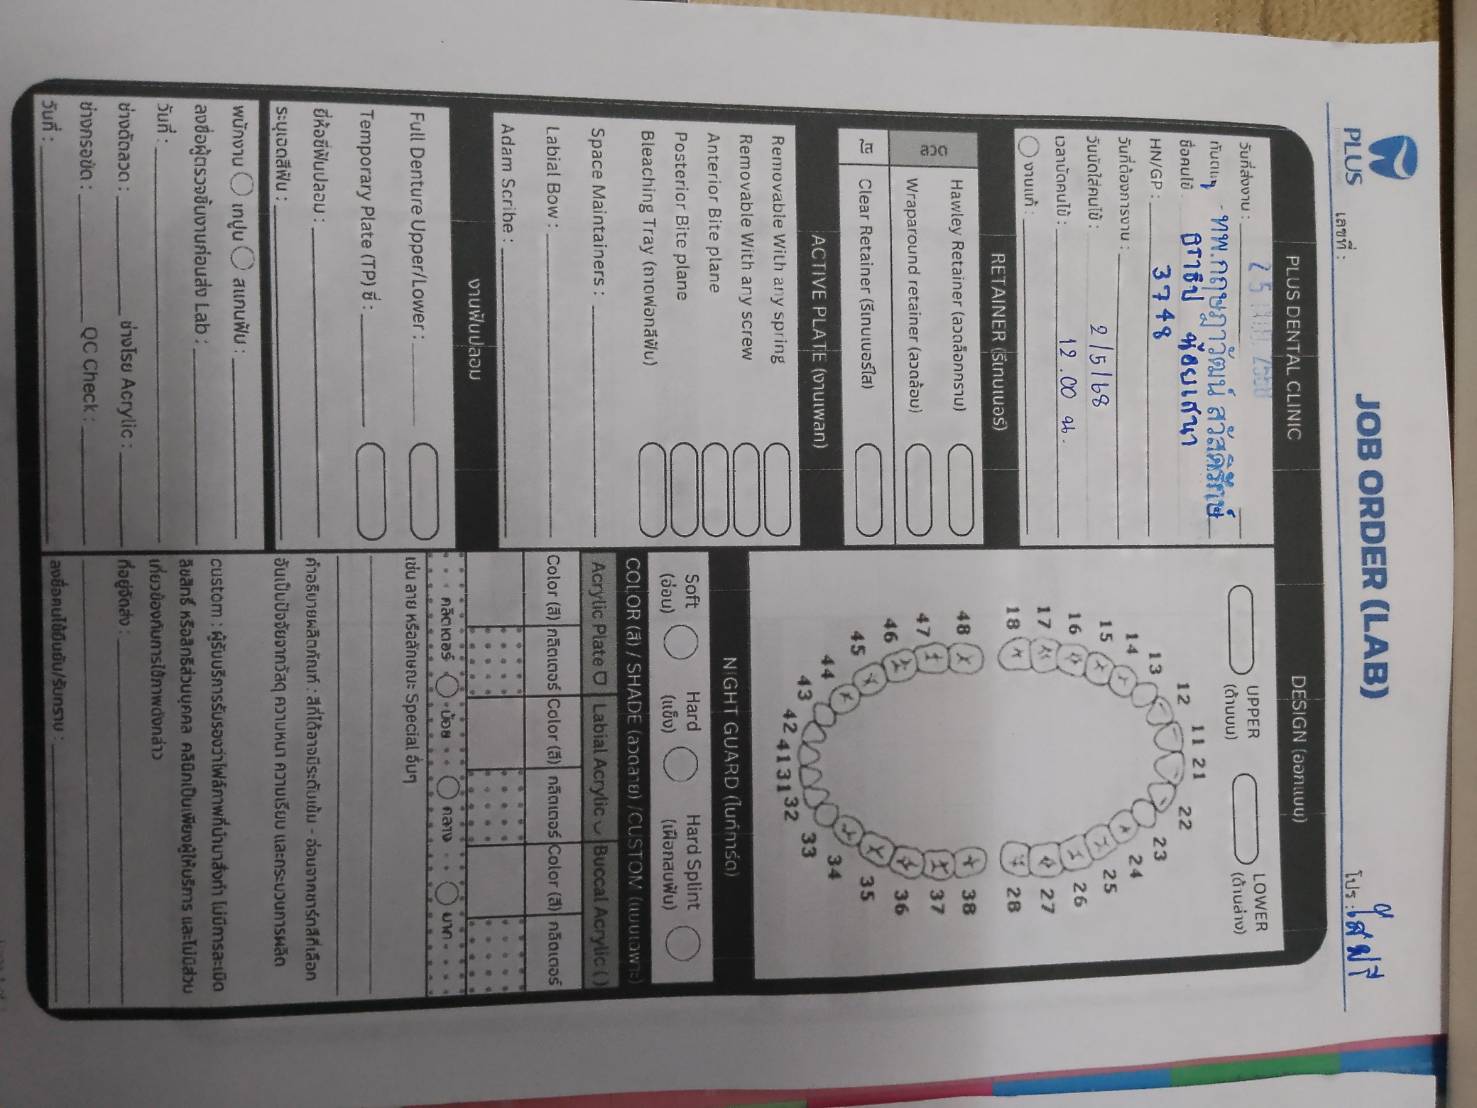 PLUS
JOB ORDER (LAB)
เลขที่ :
โปร : ใสฟรี
PLUS DENTAL CLINIC
วันที่ส่งงาน : 25 2568
ทันตแพ - ทพ.กฤษฎาวัฒน์ สวัสดิรักษ์
ชื่อคนไข้ ธราธิป
HN/GP : 3748
วันที่ต้องการงาน :
วันนัดใส่คนไข้ : 2/5/68
เวลานัดคนไข้ : 12.00 น.
งานแก้ :
RETAINER (รีเทนเนอร์)
ลวด
Hawley Retainer (ลวดล็อกกราม)
Wraparound retainer (ลวดล้อม)
ใส
Clear Retainer (รีเทนเนอร์ใส)
ACTIVE PLATE (งานเพลท)
Removable With any spring
Removable With any screw
Anterior Bite plane
Posterior Bite plane
Bleaching Tray (ถาดฟอกสีฟัน)
Space Maintainers :
Labial Bow :
Adam Scribe :
งานฟันปลอม
Full Denture Upper/Lower :
Temporary Plate (TP) ซี่ :
ยี่ห้อซี่ฟันปลอม :
ระบุเฉดสีฟัน :
พนักงาน เทปูน สแกนฟัน :
ลงชื่อผู้ตรวจชิ้นงานก่อนส่ง Lab :
วันที่ :
ช่างดัดลวด : ช่างโรย Acrylic :
ช่างกรอขัด : QC Check :
วันที่ :
DESIGN (ออกแบบ)
UPPER
(ด้านบน)
LOWER
(ด้านล่าง)
11 21
12 22
13 23
14 24
15 25
16 26
17 27
18 28
48 38
47 37
46 36
45 35
44 34
43 33
42 41 31 32
NIGHT GUARD (ไนท์การ์ด)
Soft
(อ่อน)
Hard
(แข็ง)
Hard Splint
(เฝือกสบฟัน)
COLOR (สี) / SHADE (ลวดลาย) /CUSTOM (แบบเฉพาะ)
Acrylic Plate
Labial Acrylic
Buccal Acrylic ( )
Color (สี) กลิตเตอร์ Color (สี) กลิตเตอร์ Color (สี) กลิตเตอร์
กลิตเตอร์ น้อย กลาง มาก
เช่น ลาย หรือลักษณะ Special อื่นๆ
คำอธิบายผลิตภัณฑ์ : สีที่ได้อาจมีระดับเข้ม - อ่อนจากชาร์ทสีที่เลือก
อันเป็นปัจจัยจากวัสดุ ความหนา ความเรียบ และกระบวนการผลิต
custom : ผู้รับบริการรับรองว่าไฟล์ภาพที่นำมาสั่งทำ ไม่มีการละเมิด
ลิขสิทธิ์ หรือสิทธิส่วนบุคคล คลินิกเป็นเพียงผู้ให้บริการ และไม่มีส่วน
เกี่ยวข้องกับการใช้ภาพดังกล่าว
ที่อยู่จัดส่ง :
ลงชื่อคนไข้ยืนยัน/รับทราบ :